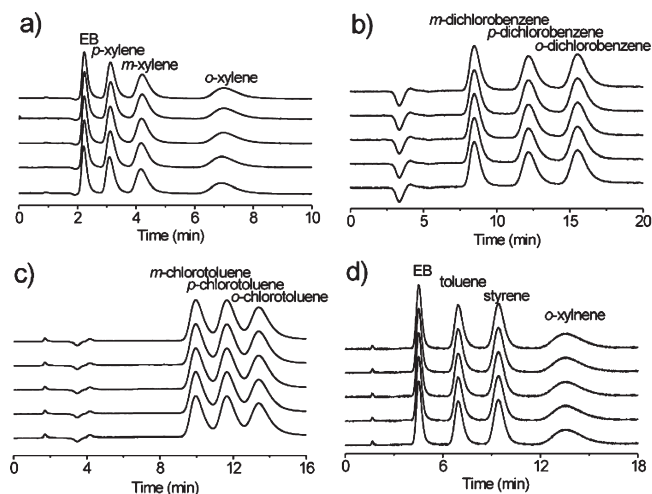 a)
EB
p-xylene
m-xylene
o-xylene
0 2 4 6 8 10
Time (min)
b)
m-dichlorobenzene
p-dichlorobenzene
o-dichlorobenzene
0 5 10 15 20
Time (min)
c)
m-chlorotoluene
p-chlorotoluene
o-chlorotoluene
0 4 8 12 16
Time (min)
d)
EB
toluene
styrene
o-xylnene
0 6 12 18
Time (min)